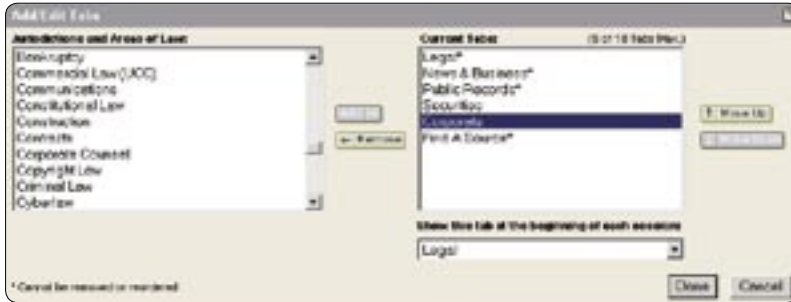 Add/Edit Tabs
Jurisdictions and Areas of Law:
Bankruptcy
Commercial Law (UCC)
Communications
Constitutional Law
Construction
Contracts
Corporate Counsel
Copyright Law
Criminal Law
Cyberlaw
← Remove
Current Tabs: (6 of 10 Tabs Max.)
Legal*
News & Business*
Public Records*
Securities
Corporate
Find A Source*
↑ Move Up
Show this tab at the beginning of each session:
Legal
* Cannot be removed or reordered
Done Cancel